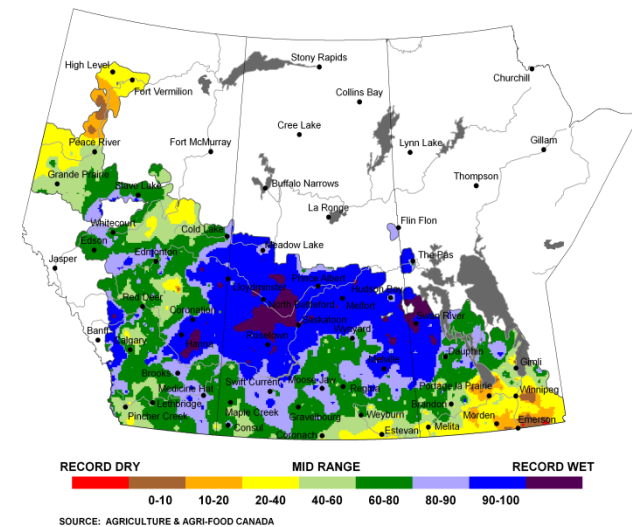 High Level
Fort Vermilion
Stony Rapids
Churchill
Collins Bay
Cree Lake
Peace River
Fort McMurray
Lynn Lake
Gillam
Grande Prairie
Slave Lake
Buffalo Narrows
Thompson
La Ronge
Flin Flon
Whitecourt
Cold Lake
Edson
Meadow Lake
The Pas
Jasper
Edmonton
Lloydminster
Prince Albert
Hudson Bay
North Battleford
Melfort
Red Deer
Coronation
Saskatoon
Swan River
Banff
Calgary
Hanna
Kindersley
Wynyard
Dauphin
Gimli
Brooks
Melville
Medicine Hat
Swift Current
Moose Jaw
Regina
Portage la Prairie
Winnipeg
Lethbridge
Pincher Creek
Maple Creek
Gravelbourg
Weyburn
Brandon
Morden
Emerson
Consul
Coronach
Estevan
Melita
RECORD DRY MID RANGE RECORD WET
0-10 10-20 20-40 40-60 60-80 80-90 90-100
SOURCE: AGRICULTURE & AGRI-FOOD CANADA